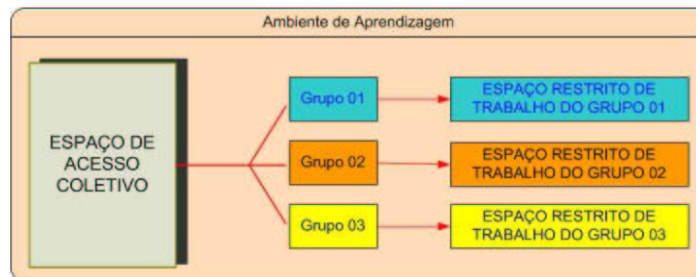 Ambiente de Aprendizagem
ESPAÇO DE
ACESSO
COLETIVO
Grupo 01
ESPAÇO RESTRITO DE
TRABALHO DO GRUPO 01
Grupo 02
ESPAÇO RESTRITO DE
TRABALHO DO GRUPO 02
Grupo 03
ESPAÇO RESTRITO DE
TRABALHO DO GRUPO 03